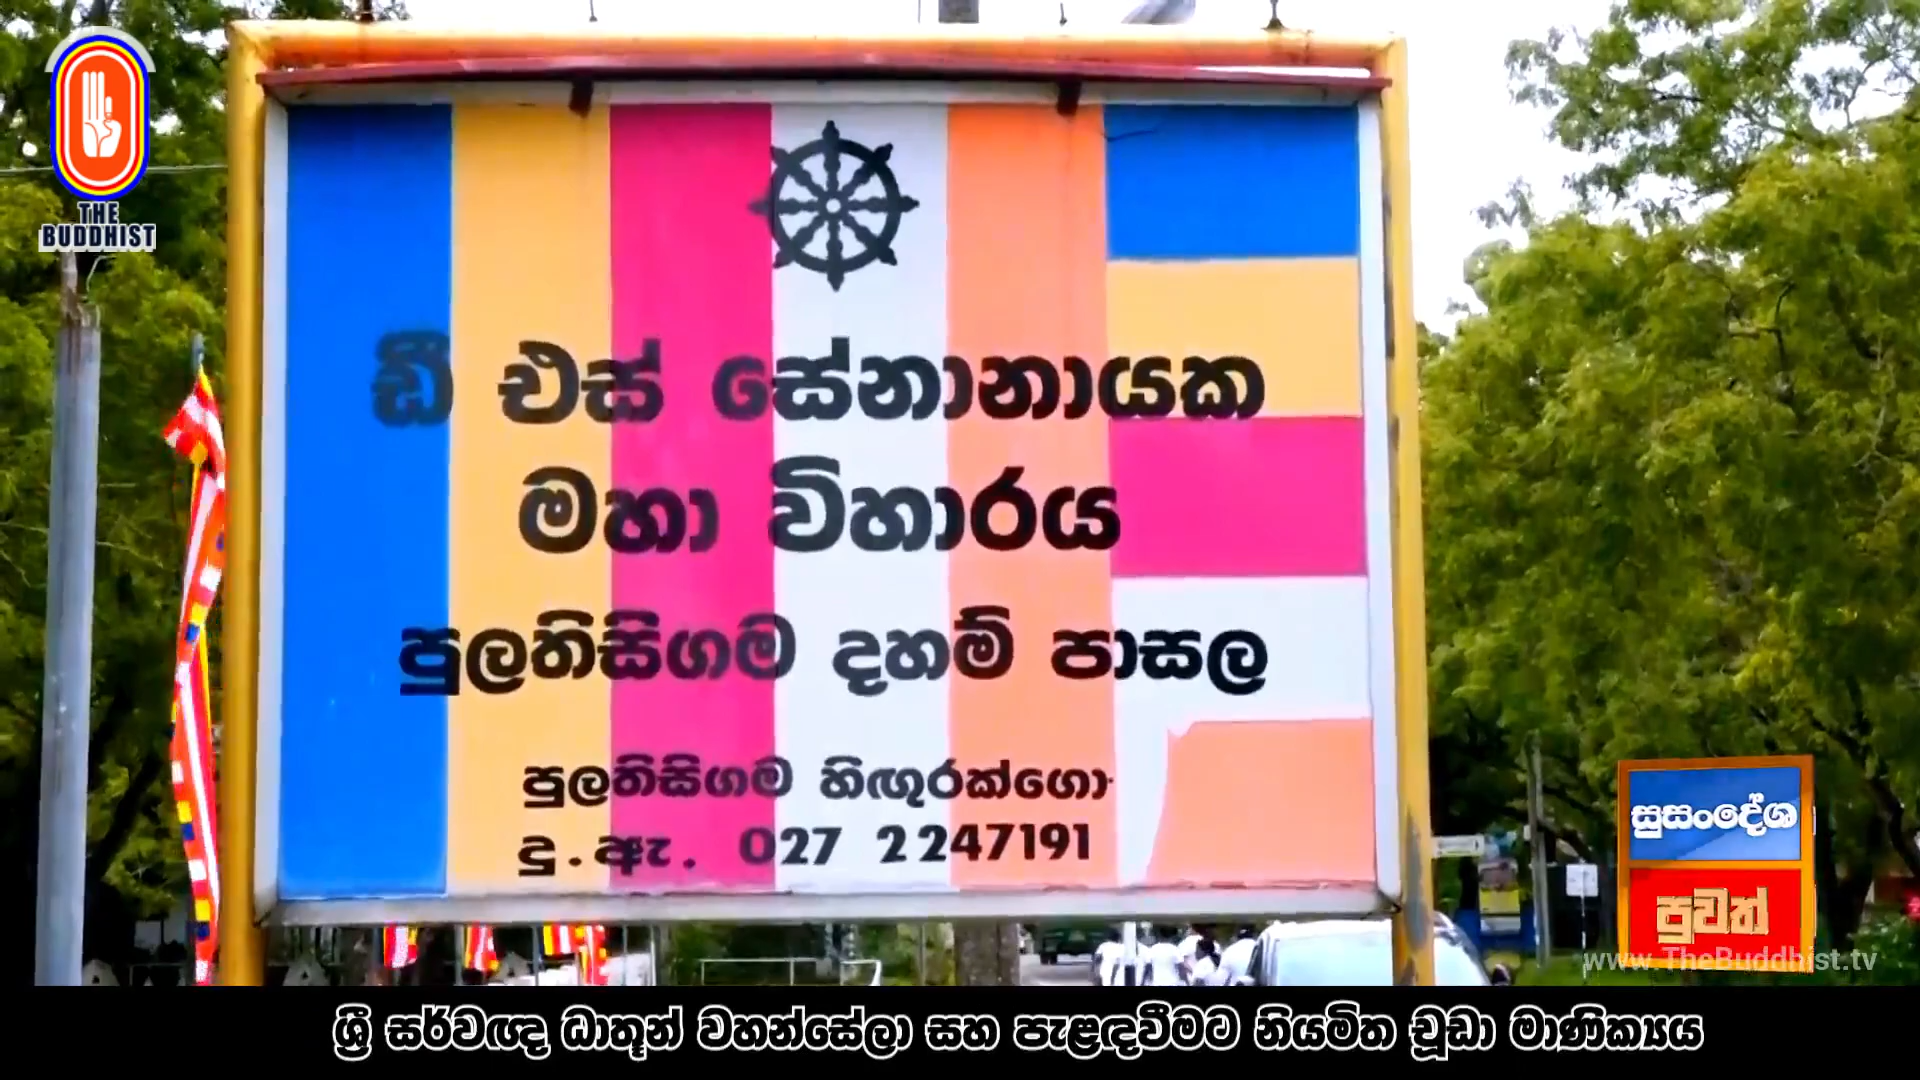 THE
BUDDHIST
ඩී එස් සේනානායක
මහා විහාරය
පුලතිසිගම දහම් පාසල
පුලතිසිගම හිඟුරක්ගො
දු.ඇ. 027 2247191
සුසංදේශ
පුවත්
www.TheBuddhist.tv
ශ්‍රී සර්වඥ ධාතූන් වහන්සේලා සහ පැළඳවීමට නියමිත චූඩා මාණික්‍යය